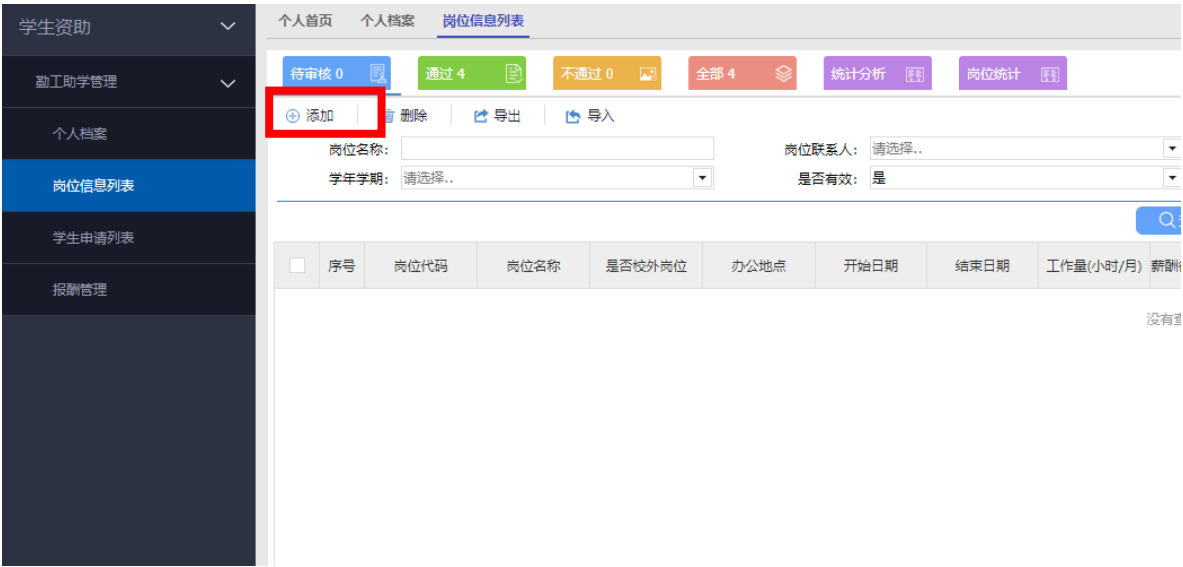 学生资助
勤工助学管理
个人档案
岗位信息列表
学生申请列表
报酬管理
个人首页 个人档案 岗位信息列表
待审核 0 通过 4 不通过 0 全部 4 统计分析 岗位统计
添加 删除 导出 导入
岗位名称: 岗位联系人: 请选择..
学年学期: 请选择.. 是否有效: 是
序号 岗位代码 岗位名称 是否校外岗位 办公地点 开始日期 结束日期 工作量(小时/月) 薪酬
没有